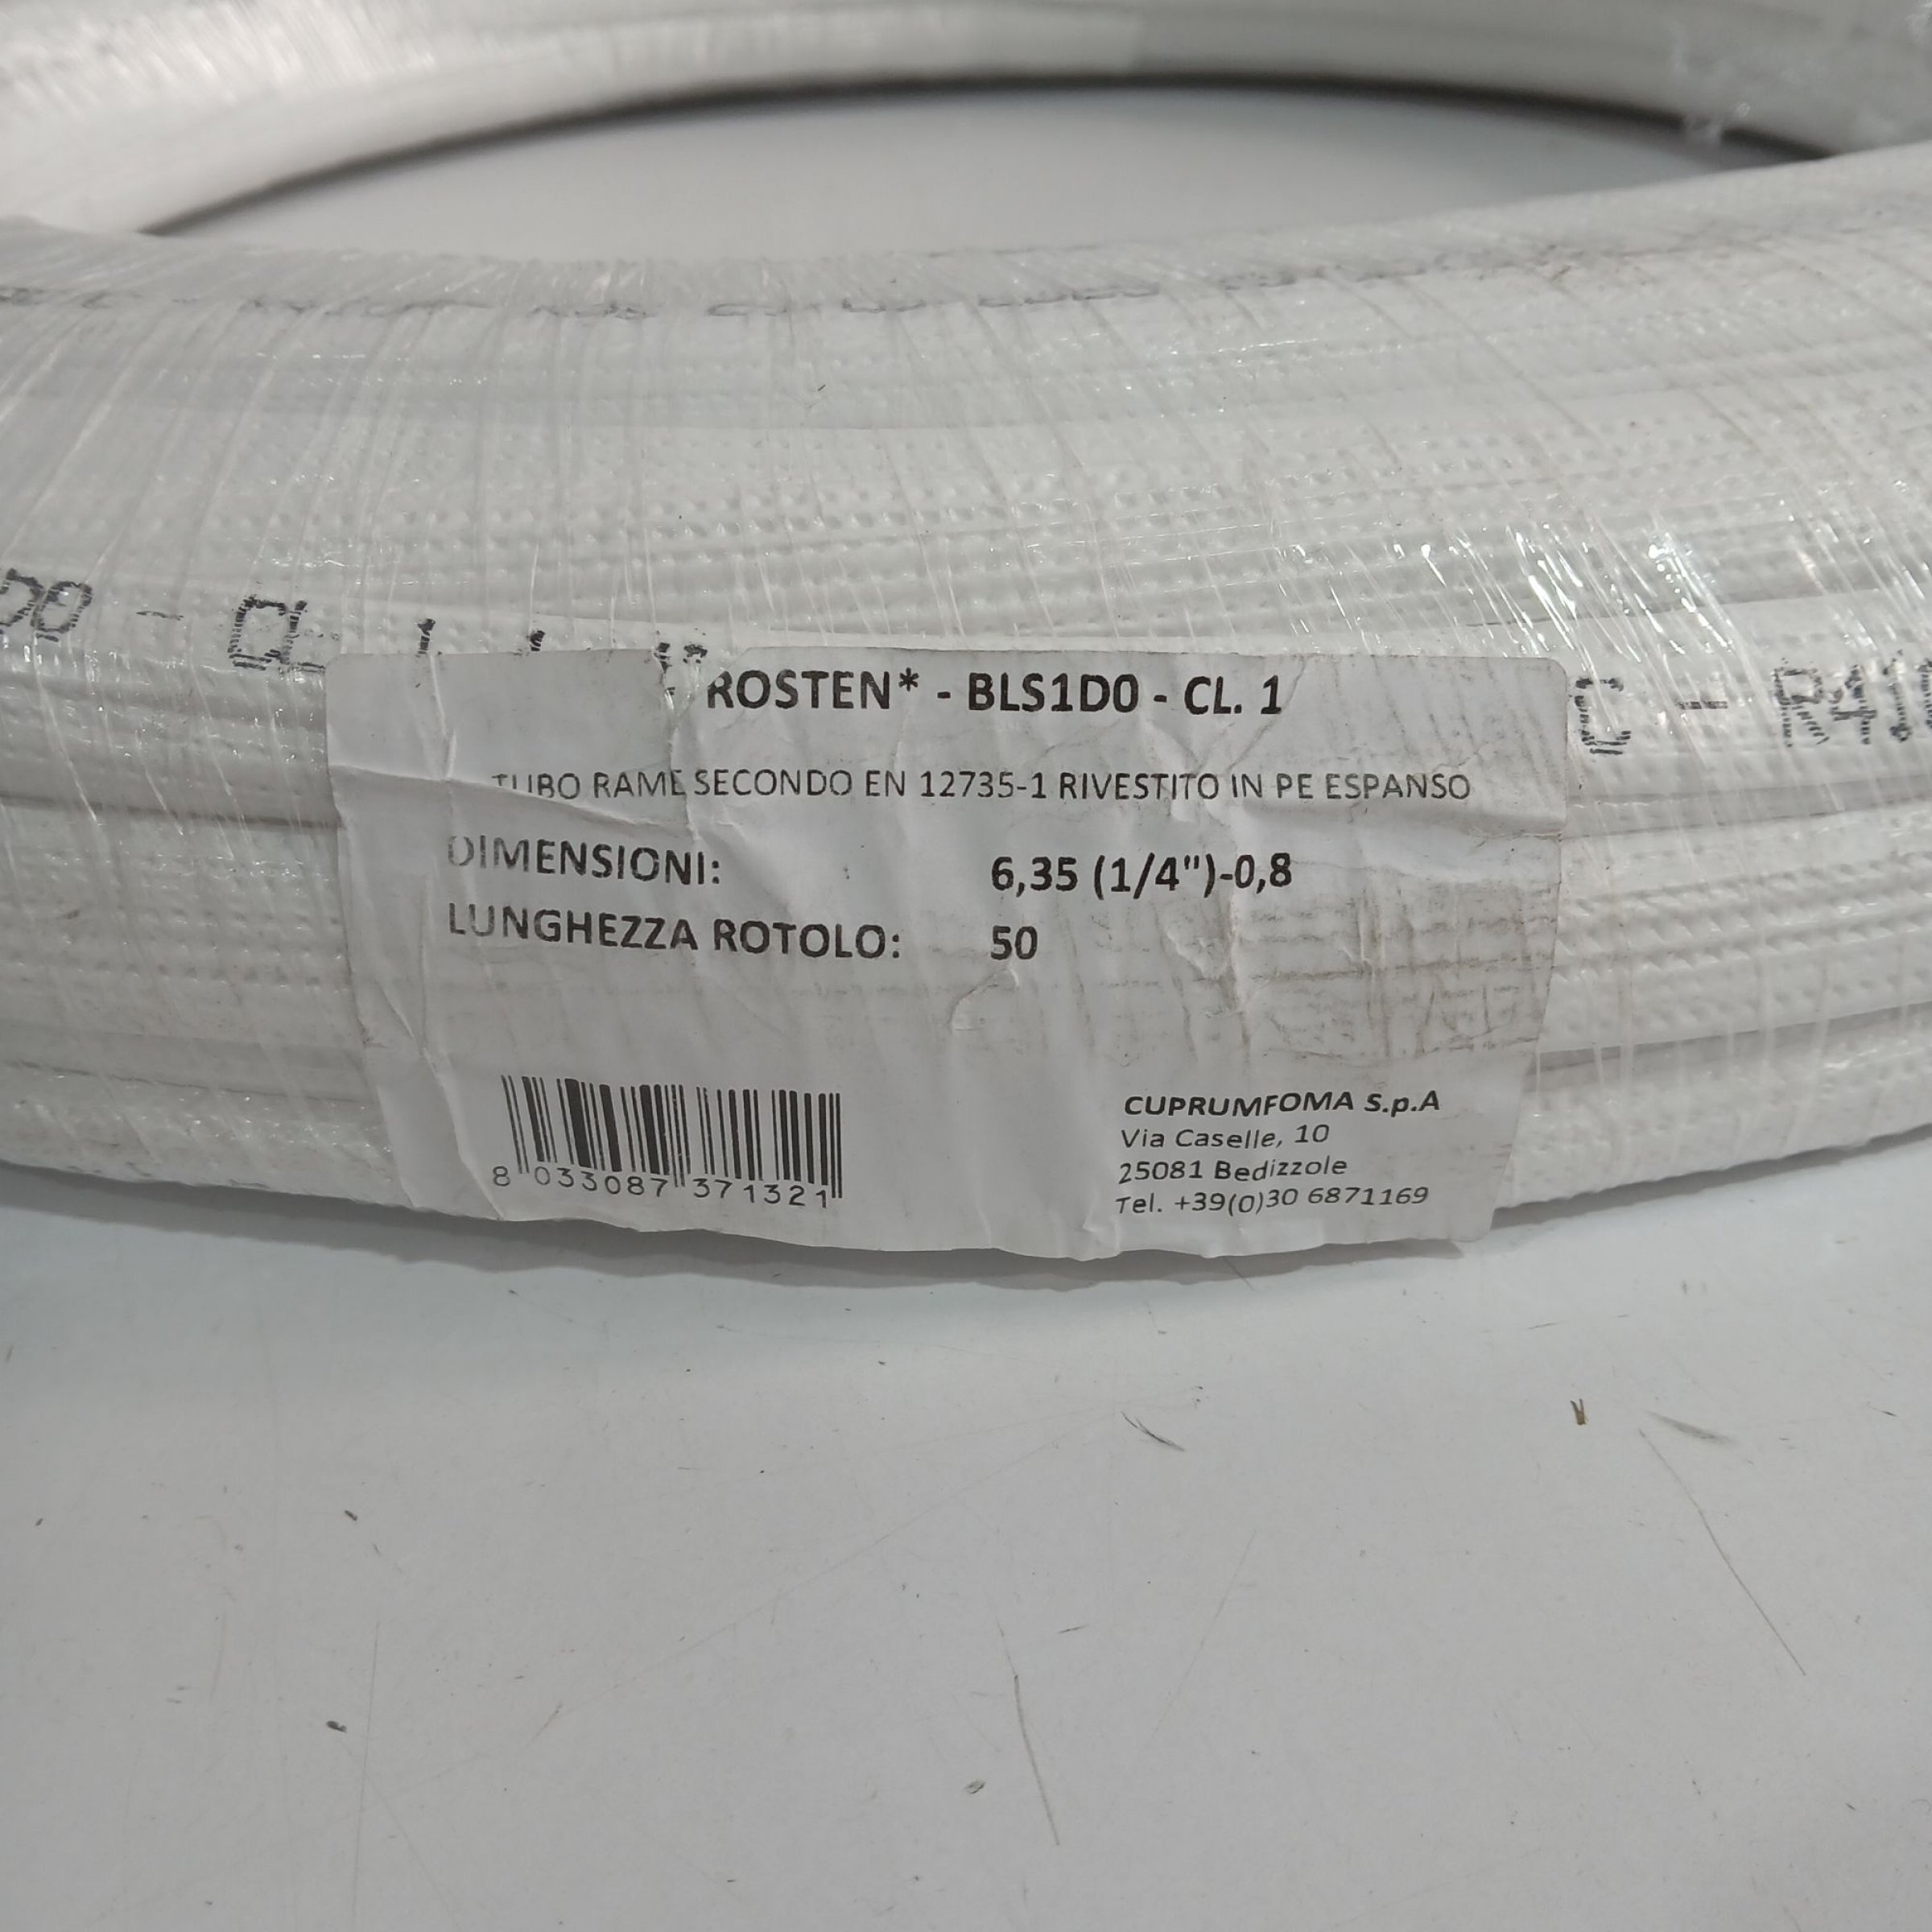 ROSTEN* - BLS1D0 - CL. 1
TUBO RAME SECONDO EN 12735-1 RIVESTITO IN PE ESPANSO
DIMENSIONI: 6,35 (1/4")-0,8
LUNGHEZZA ROTOLO: 50
8 033087 371321
CUPRUMFOMA S.p.A
Via Caselle, 10
25081 Bedizzole
Tel. +39(0)30 6871169